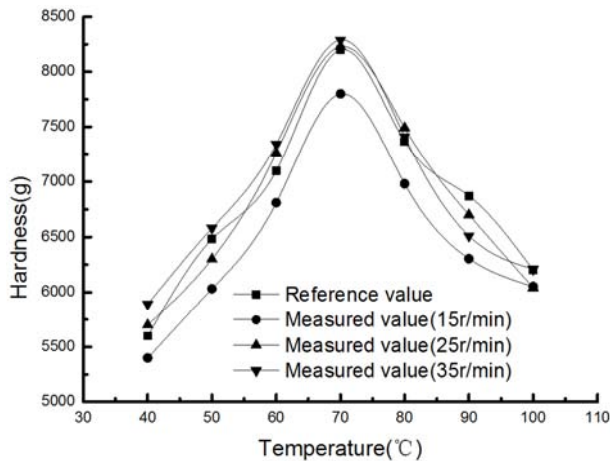 8500
8000
7500
7000
6500
6000
5500
5000
Hardness(g)
Reference value
Measured value(15r/min)
Measured value(25r/min)
Measured value(35r/min)
30 40 50 60 70 80 90 100 110
Temperature(℃)